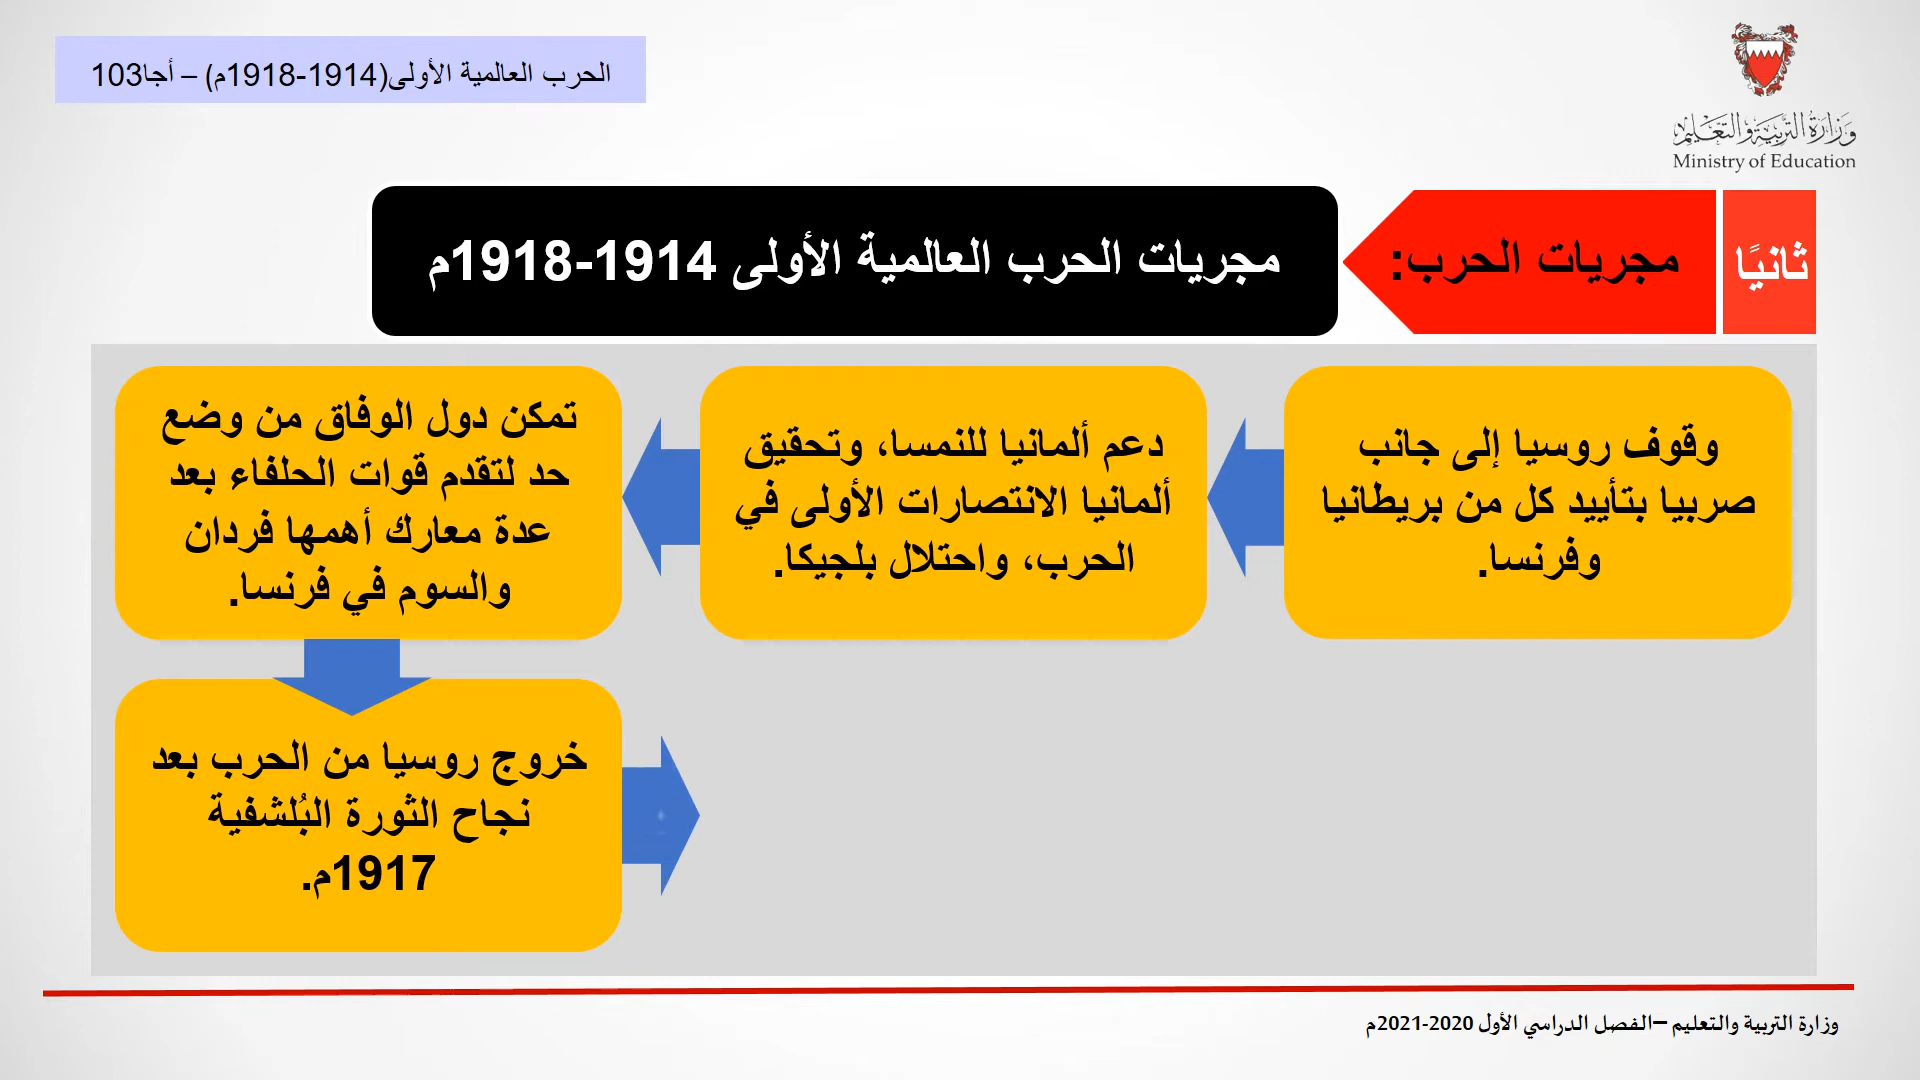 الحرب العالمية الأولى(1914-1918م) – أجا103
وزارة التربية والتعليم
Ministry of Education
ثانيًا
مجريات الحرب:
مجريات الحرب العالمية الأولى 1914-1918م
وقوف روسيا إلى جانب
صربيا بتأييد كل من بريطانيا
وفرنسا.
دعم ألمانيا للنمسا، وتحقيق
ألمانيا الانتصارات الأولى في
الحرب، واحتلال بلجيكا.
تمكن دول الوفاق من وضع
حد لتقدم قوات الحلفاء بعد
عدة معارك أهمها فردان
والسوم في فرنسا.
خروج روسيا من الحرب بعد
نجاح الثورة البُلشفية
1917م.
وزارة التربية والتعليم –الفصل الدراسي الأول 2020-2021م